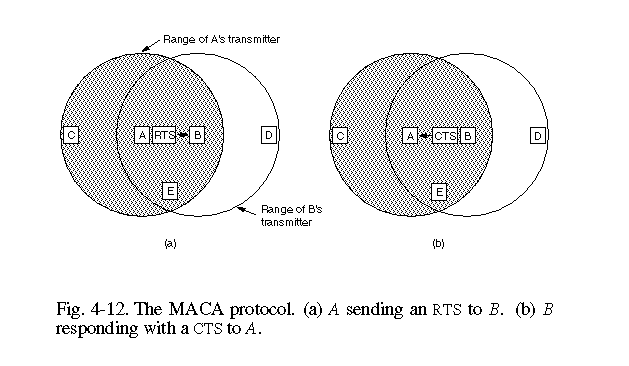 Range of A's transmitter
C
A
RTS
B
D
E
Range of B's
transmitter
(a)
C
A
CTS
B
D
E
(b)
Fig. 4-12. The MACA protocol. (a) A sending an RTS to B. (b) B
responding with a CTS to A.